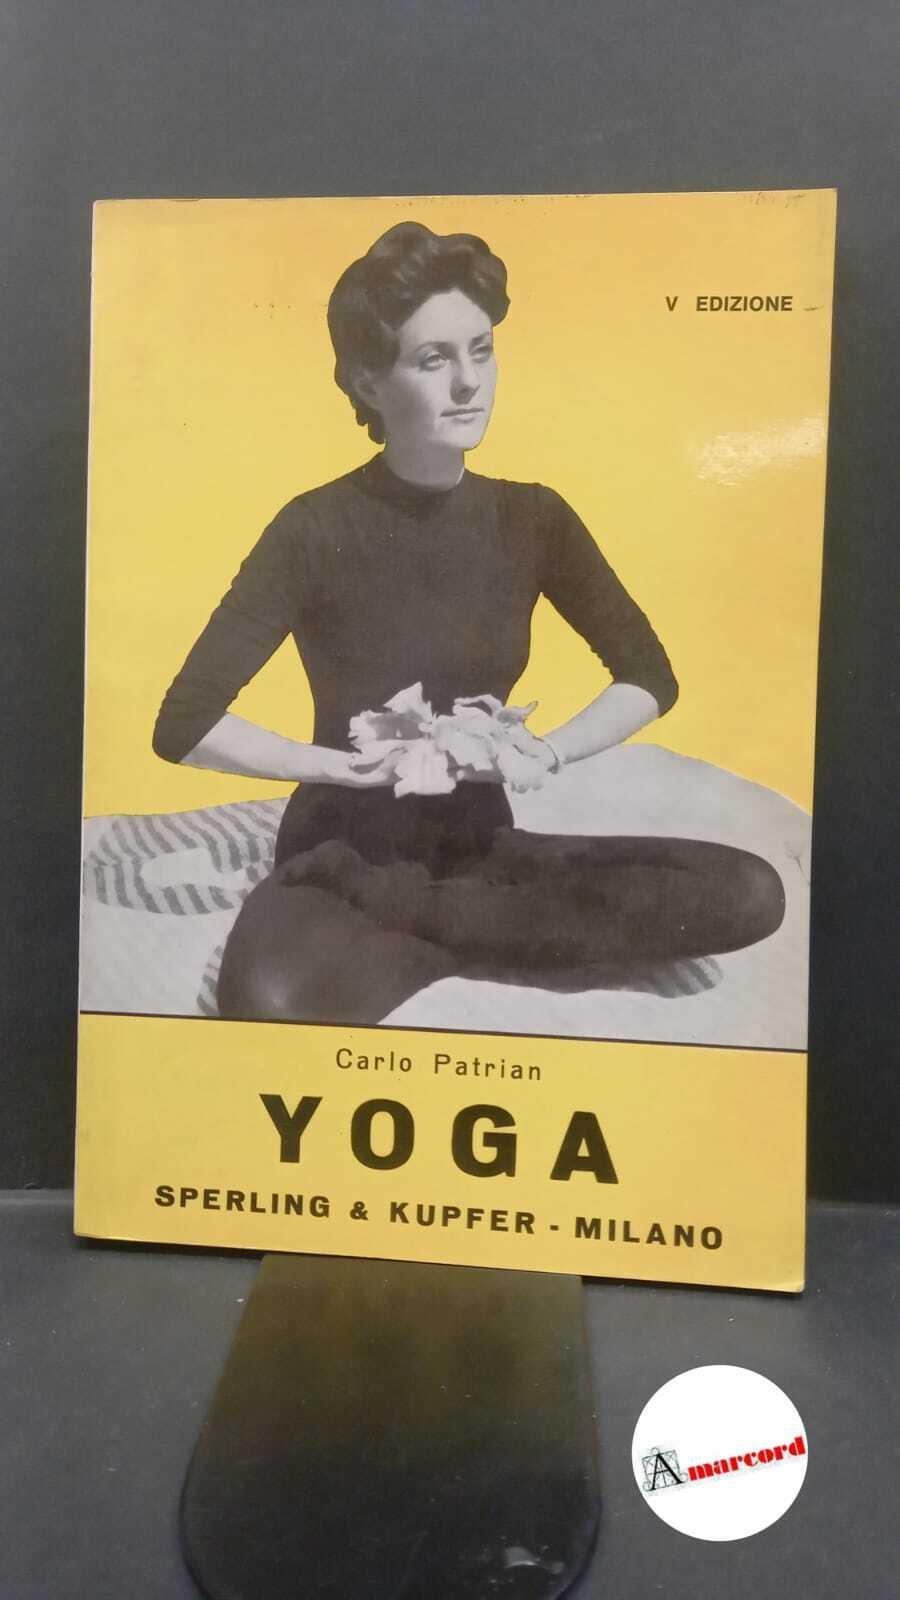 V EDIZIONE
Carlo Patrian
YOGA
SPERLING & KUPFER - MILANO
Amarcord